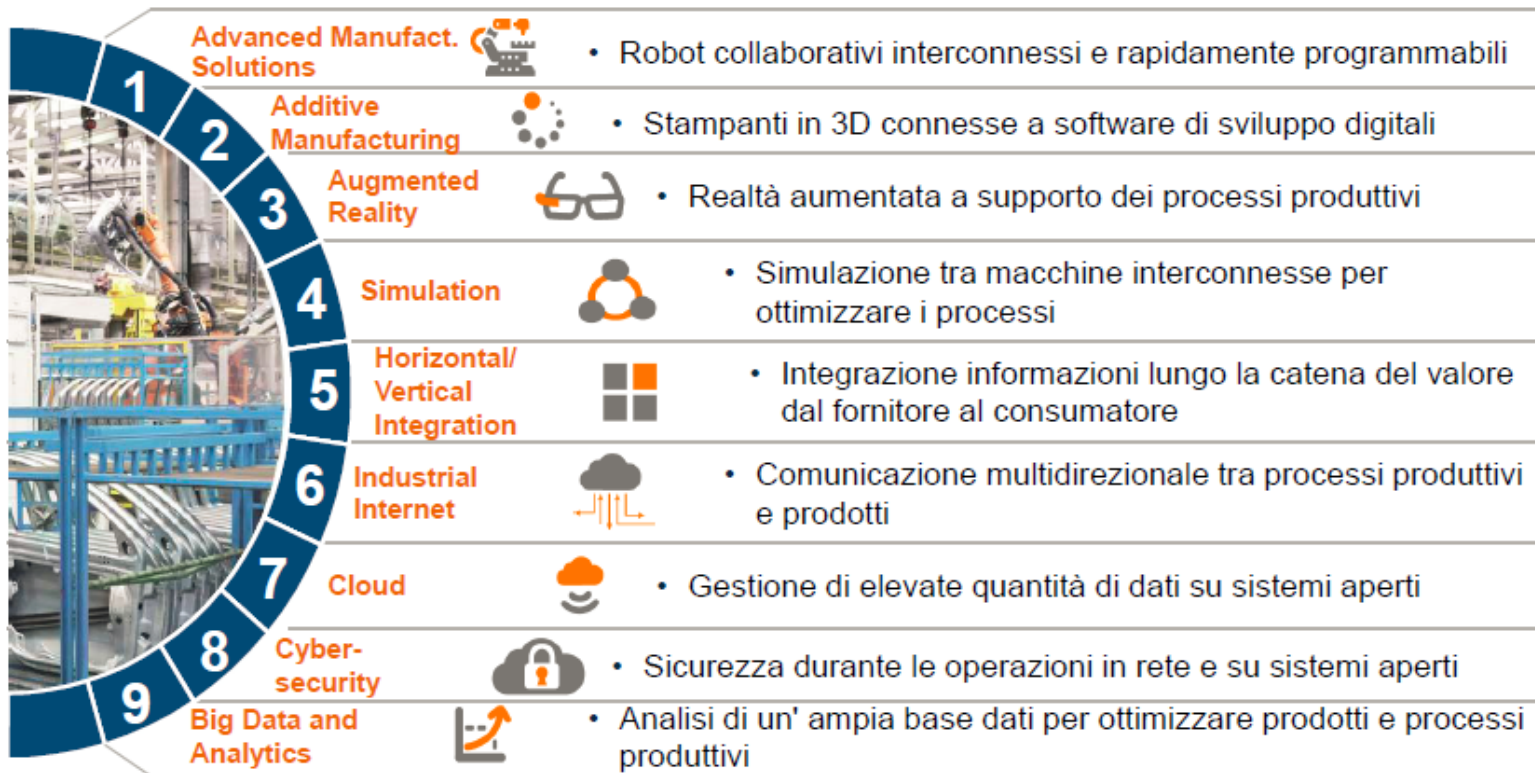 1
Advanced Manufact.
Solutions
• Robot collaborativi interconnessi e rapidamente programmabili
2
Additive
Manufacturing
• Stampanti in 3D connesse a software di sviluppo digitali
3
Augmented
Reality
• Realtà aumentata a supporto dei processi produttivi
4
Simulation
• Simulazione tra macchine interconnesse per
ottimizzare i processi
5
Horizontal/
Vertical
Integration
• Integrazione informazioni lungo la catena del valore
dal fornitore al consumatore
6
Industrial
Internet
• Comunicazione multidirezionale tra processi produttivi
e prodotti
7
Cloud
• Gestione di elevate quantità di dati su sistemi aperti
8
Cyber-
security
• Sicurezza durante le operazioni in rete e su sistemi aperti
9
Big Data and
Analytics
• Analisi di un' ampia base dati per ottimizzare prodotti e processi
produttivi